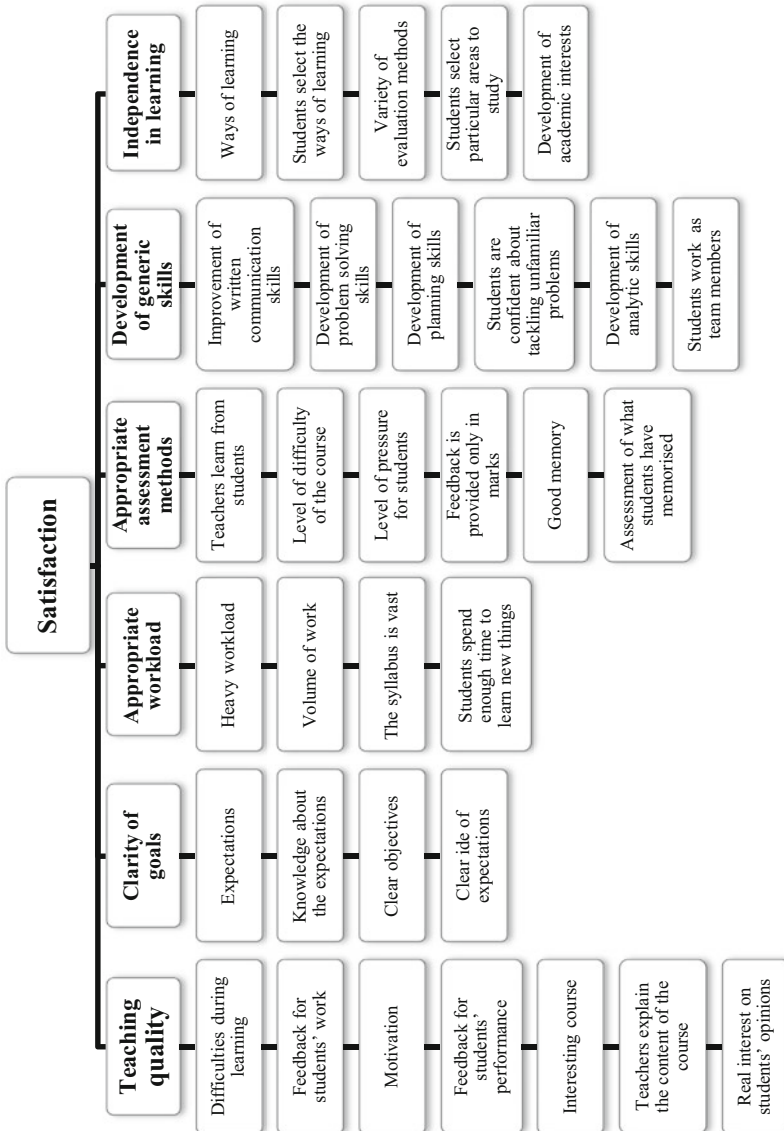 Satisfaction
Teaching
quality
Difficulties during
learning
Feedback for
students' work
Motivation
Feedback for
students'
performance
Interesting course
Teachers explain
the content of the
course
Real interest on
students' opinions
Clarity of
goals
Expectations
Knowledge about
the expectations
Clear objectives
Clear ide of
expectations
Appropriate
workload
Heavy workload
Volume of work
The syllabus is vast
Students spend
enough time to
learn new things
Appropriate
assessment
methods
Teachers learn from
students
Level of difficulty
of the course
Level of pressure
for students
Feedback is
provided only in
marks
Good memory
Assessment of what
students have
memorised
Development
of generic
skills
Improvement of
written
communication
skills
Development of
problem solving
skills
Development of
planning skills
Students are
confident about
tackling unfamiliar
problems
Development of
analytic skills
Students work as
team members
Independence
in learning
Ways of learning
Students select the
ways of learning
Variety of
evaluation methods
Students select
particular areas to
study
Development of
academic interests